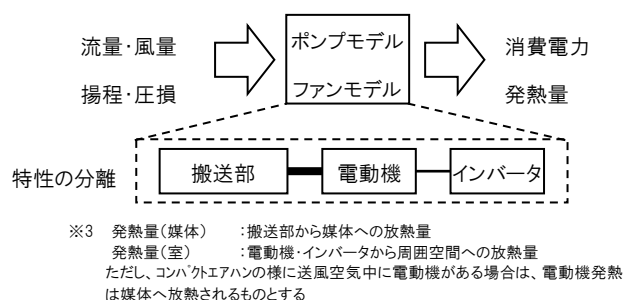 流量・風量
揚程・圧損
ポンプモデル
ファンモデル
消費電力
発熱量
特性の分離
搬送部
電動機
インバータ
※3 発熱量(媒体) :搬送部から媒体への放熱量
発熱量(室) :電動機・インバータから周囲空間への放熱量
ただし、コンパクトエアハンの様に送風空気中に電動機がある場合は、電動機発熱
は媒体へ放熱されるものとする